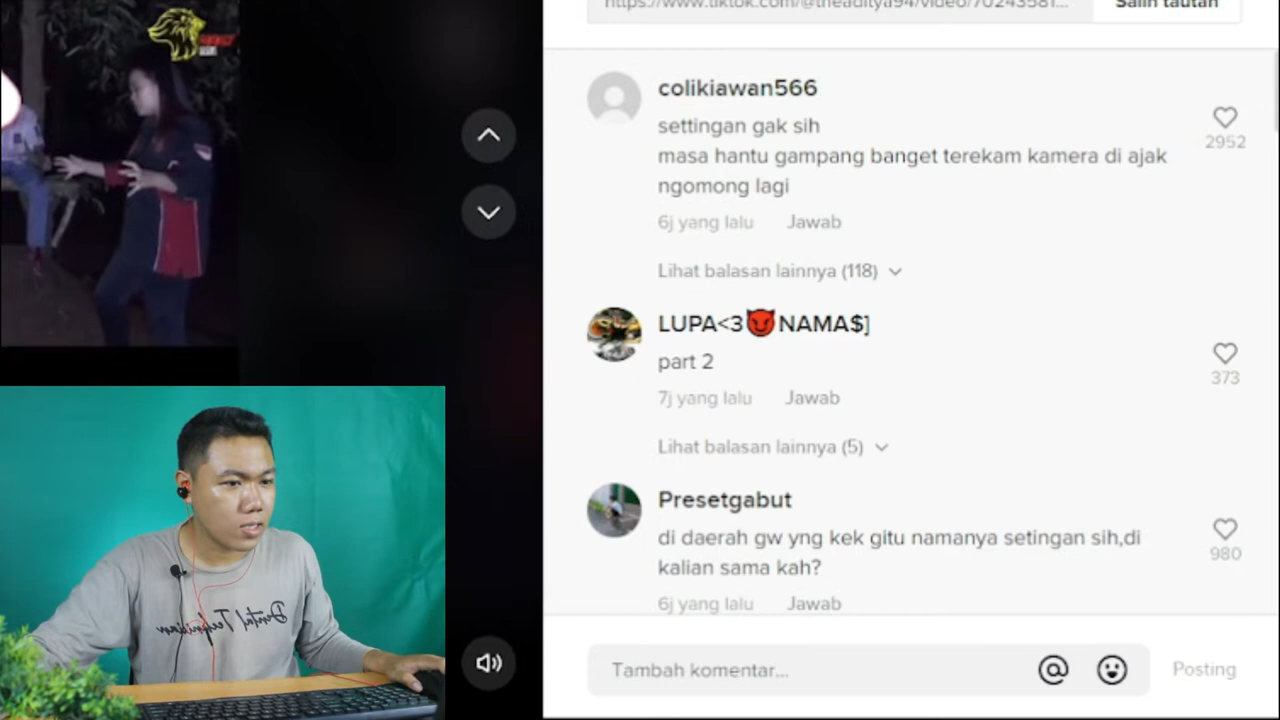 https://www.tiktok.com/@theaditya94/video/70243581...
Salin tautan
colikiawan566
settingan gak sih
masa hantu gampang banget terekam kamera di ajak
ngomong lagi
2952
6j yang lalu Jawab
Lihat balasan lainnya (118)
LUPA<3😈NAMA$]
part 2
373
7j yang lalu Jawab
Lihat balasan lainnya (5)
Presetgabut
di daerah gw yng kek gitu namanya setingan sih,di
kalian sama kah?
980
6j yang lalu Jawab
Tambah komentar...
Posting
Dental Technician